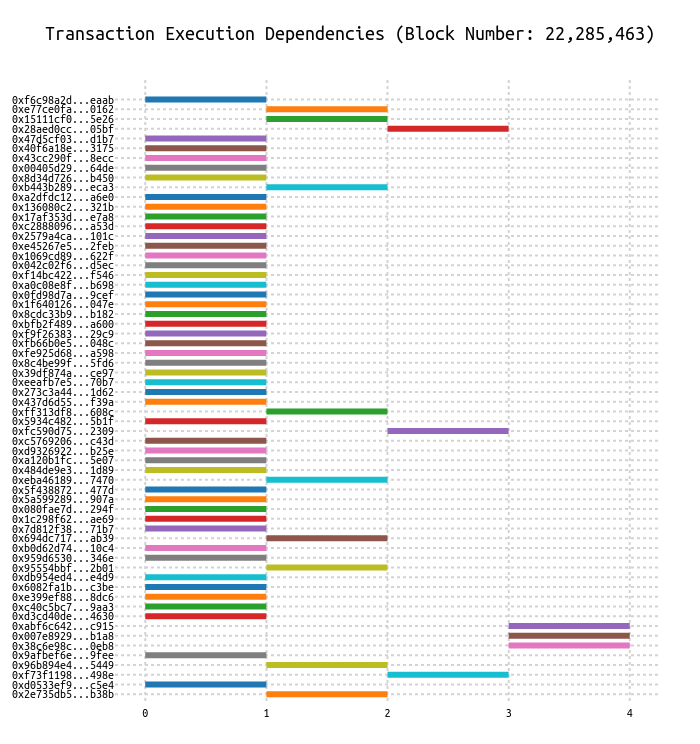 Transaction Execution Dependencies (Block Number: 22,285,463)
0xf6c98a2d...eaab
0xe77ce0fa...0162
0x15111cf0...5e26
0x28aed0cc...05bf
0x47d5cf03...d1b7
0x40f6a18e...3175
0x43cc290f...8ecc
0x00405d29...64de
0x8d34d726...b450
0xb443b289...eca3
0xa2dfdc12...a6e0
0x136080c2...321b
0x17af353d...e7a8
0xc2888096...a53d
0x2579a4ca...101c
0xe45267e5...2feb
0x1069cd89...622f
0x042c02f6...d5ec
0xf14bc422...f546
0xa0c08e8f...b698
0x0fd98d7a...9cef
0x1f640126...047e
0x8cdc33b9...b182
0xbfb2f489...a600
0xf9f26383...29c9
0xfb66b0e5...048c
0xfe925d68...a598
0x8c4be99f...5fd6
0x39df874a...ce97
0xeeafb7e5...70b7
0x273c3a44...1d62
0x437d6d55...f39a
0xff313df8...608c
0x5934c482...5b1f
0xfc590d75...2309
0xc5769206...c43d
0xd9326922...b25e
0xa120b1fc...5e07
0x484de9e3...1d89
0xeba46189...7470
0x5f438872...477d
0x5a599289...907a
0x080fae7d...294f
0x1c298f62...ae69
0x7d812f38...71b7
0x694dc717...ab39
0xb0d62d74...10c4
0x959d6530...346e
0x95554bbf...2b01
0xdb954ed4...e4d9
0x6082fa1b...c3be
0xe399ef88...8dc6
0xc40c5bc7...9aa3
0xd3cd40de...4630
0xabf6c642...c915
0x007e8929...b1a8
0x38c6e98c...0eb8
0x9afbef6e...9fee
0x96b894e4...5449
0xf73f1198...498e
0xd0533ef9...c5e4
0x2e735db5...b38b
0 1 2 3 4